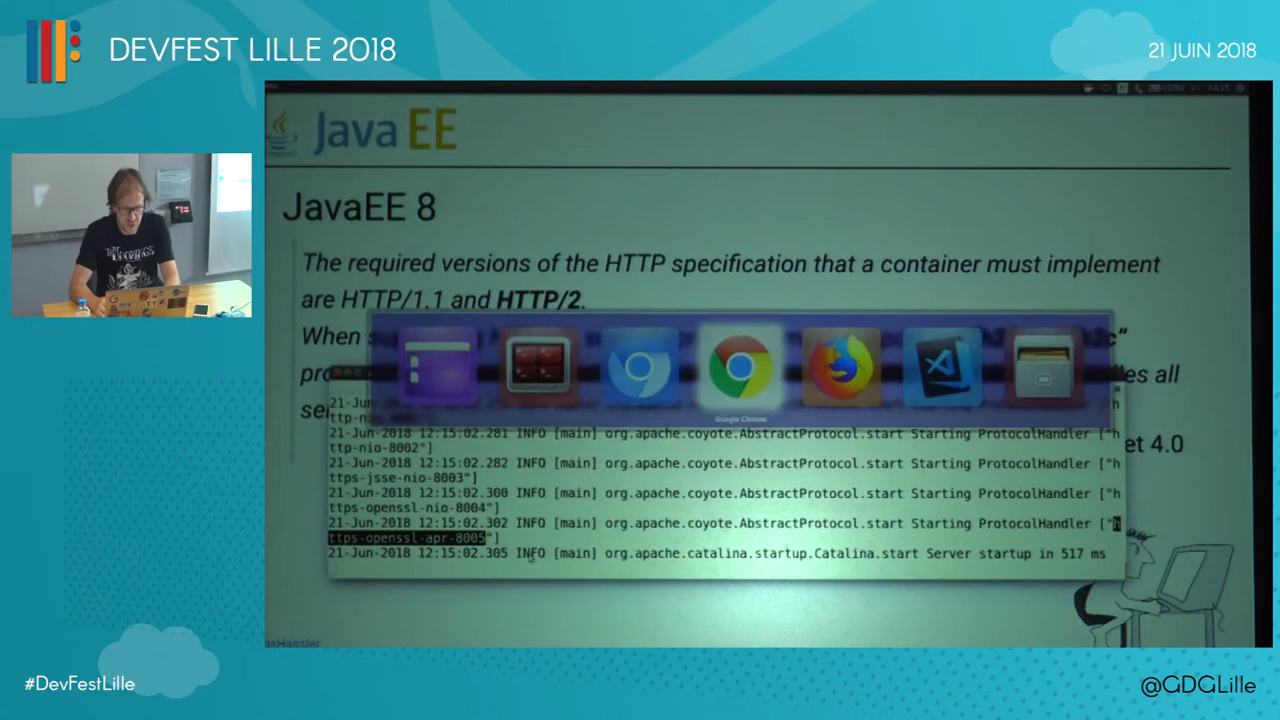 DEVFEST LILLE 2018
21 JUIN 2018
Java EE
JavaEE 8
The required versions of the HTTP specification that a container must implement
are HTTP/1.1 and HTTP/2.
When
es all
et 4.0
Google Chrome
21-Jun-2018 12:15:02.281 INFO [main] org.apache.coyote.AbstractProtocol.start Starting ProtocolHandler ["h
ttp-nio-8002"]
21-Jun-2018 12:15:02.282 INFO [main] org.apache.coyote.AbstractProtocol.start Starting ProtocolHandler ["h
ttps-jsse-nio-8003"]
21-Jun-2018 12:15:02.300 INFO [main] org.apache.coyote.AbstractProtocol.start Starting ProtocolHandler ["h
ttps-openssl-nio-8004"]
21-Jun-2018 12:15:02.302 INFO [main] org.apache.coyote.AbstractProtocol.start Starting ProtocolHandler ["h
ttps-openssl-apr-8005"]
21-Jun-2018 12:15:02.305 INFO [main] org.apache.catalina.startup.Catalina.start Server startup in 517 ms
#DevFestLille
@GDGLille